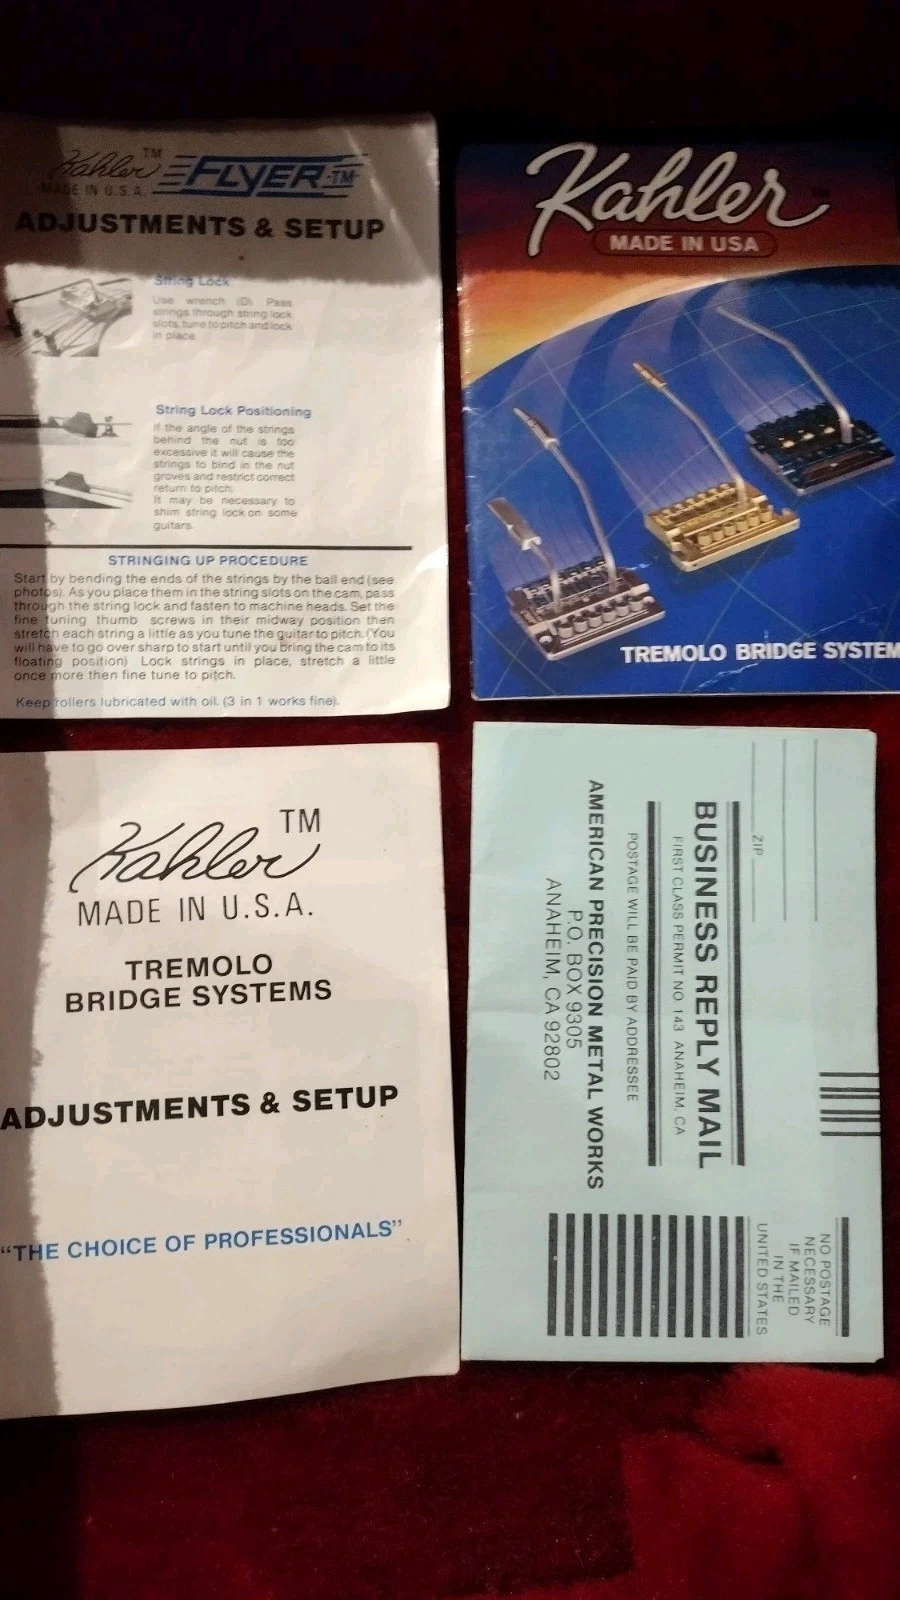 Kahler TM FLYER TM
MADE IN U.S.A.
ADJUSTMENTS & SETUP
String Lock
Use wrench (D). Pass
strings through string lock
slots, tune to pitch and lock
in place.
String Lock Positioning
If the angle of the strings
behind the nut is too
excessive it will cause the
strings to bind in the nut
groves and restrict correct
return to pitch.
It may be necessary to
shim string lock on some
guitars.
STRINGING UP PROCEDURE
Start by bending the ends of the strings by the ball end (see
photos). As you place them in the string slots on the cam, pass
through the string lock and fasten to machine heads. Set the
fine tuning thumb screws in their midway position then
stretch each string a little as you tune the guitar to pitch. (You
will have to go over sharp to start until you bring the cam to its
floating position) Lock strings in place, stretch a little
once more then fine tune to pitch.
Keep rollers lubricated with oil. (3 in 1 works fine).
Kahler TM
MADE IN USA
TREMOLO BRIDGE SYSTEM
Kahler TM
MADE IN U.S.A.
TREMOLO
BRIDGE SYSTEMS
ADJUSTMENTS & SETUP
"THE CHOICE OF PROFESSIONALS"
ZIP
NO POSTAGE
NECESSARY
IF MAILED
IN THE
UNITED STATES
BUSINESS REPLY MAIL
FIRST CLASS PERMIT NO. 143 ANAHEIM, CA
POSTAGE WILL BE PAID BY ADDRESSEE
AMERICAN PRECISION METAL WORKS
P.O. BOX 9305
ANAHEIM, CA 92802